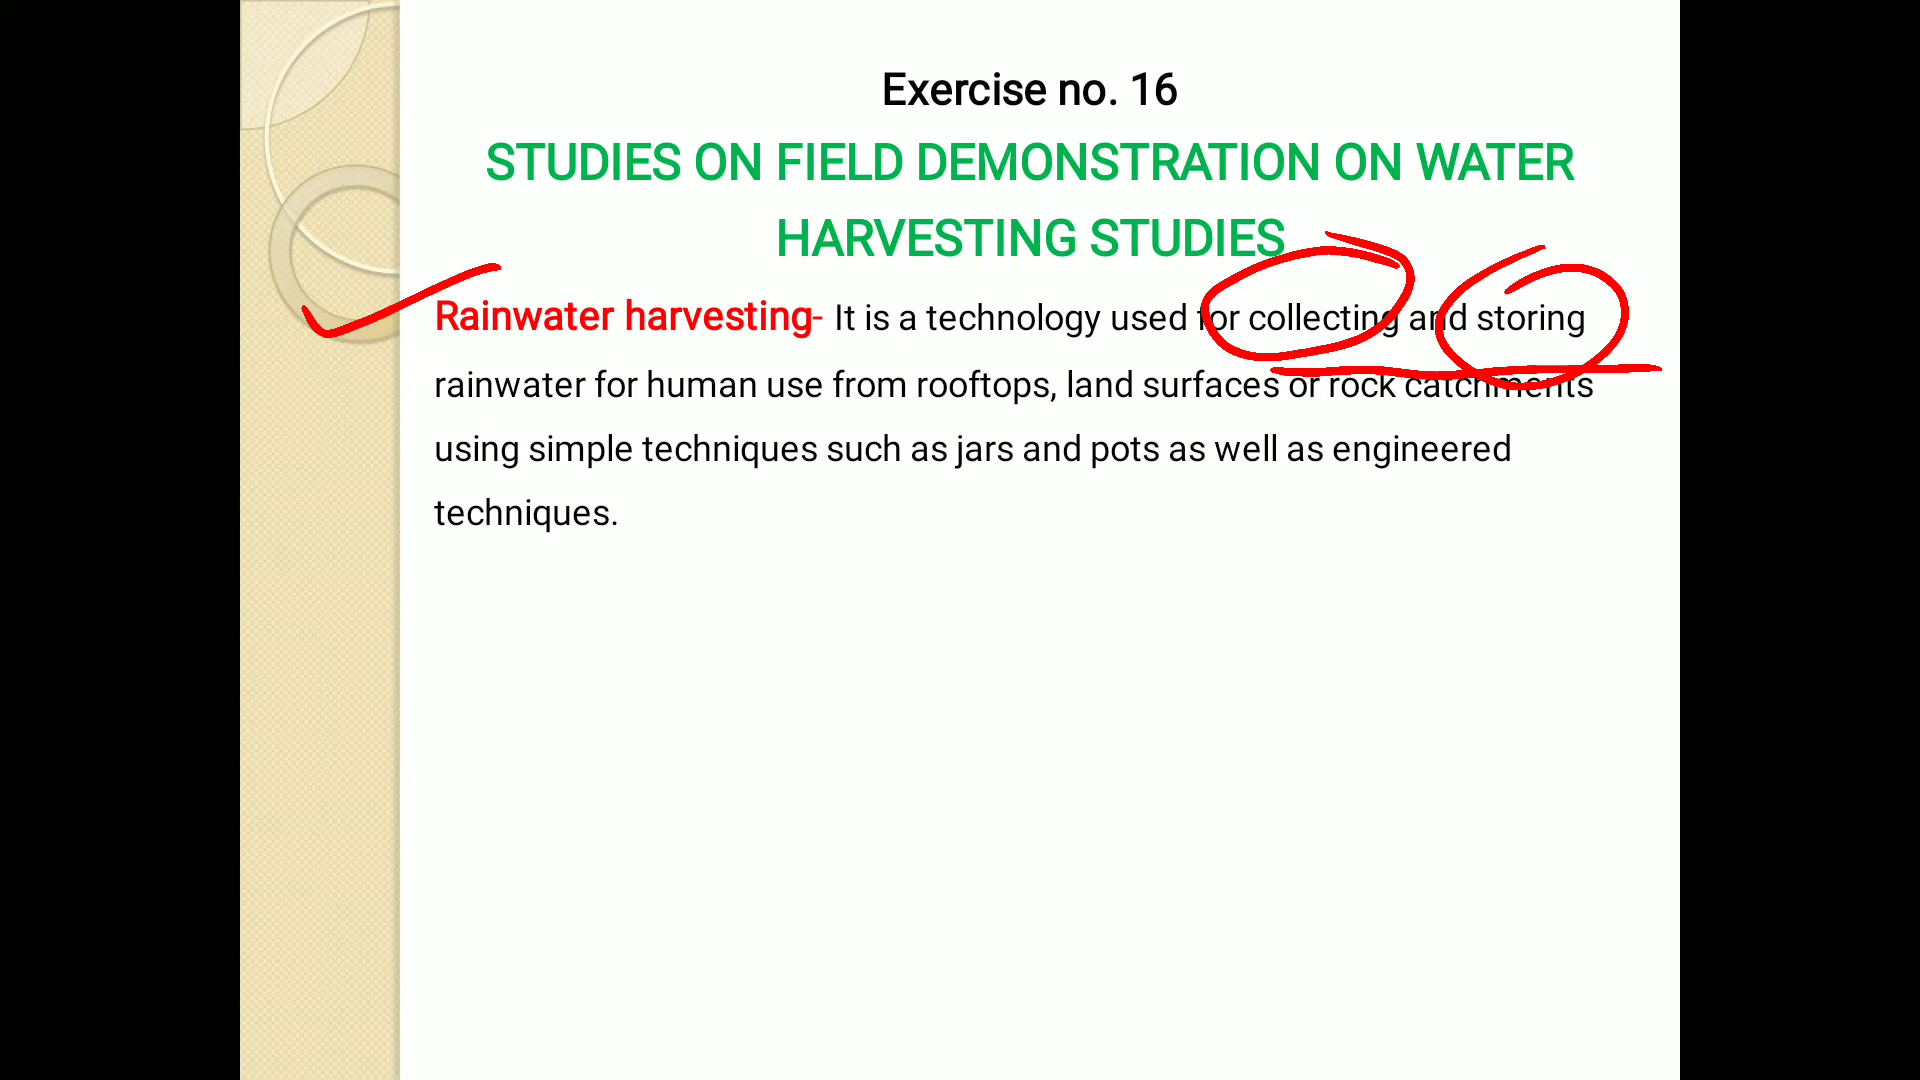 Exercise no. 16
STUDIES ON FIELD DEMONSTRATION ON WATER
HARVESTING STUDIES
Rainwater harvesting- It is a technology used for collecting and storing
rainwater for human use from rooftops, land surfaces or rock catchments
using simple techniques such as jars and pots as well as engineered
techniques.